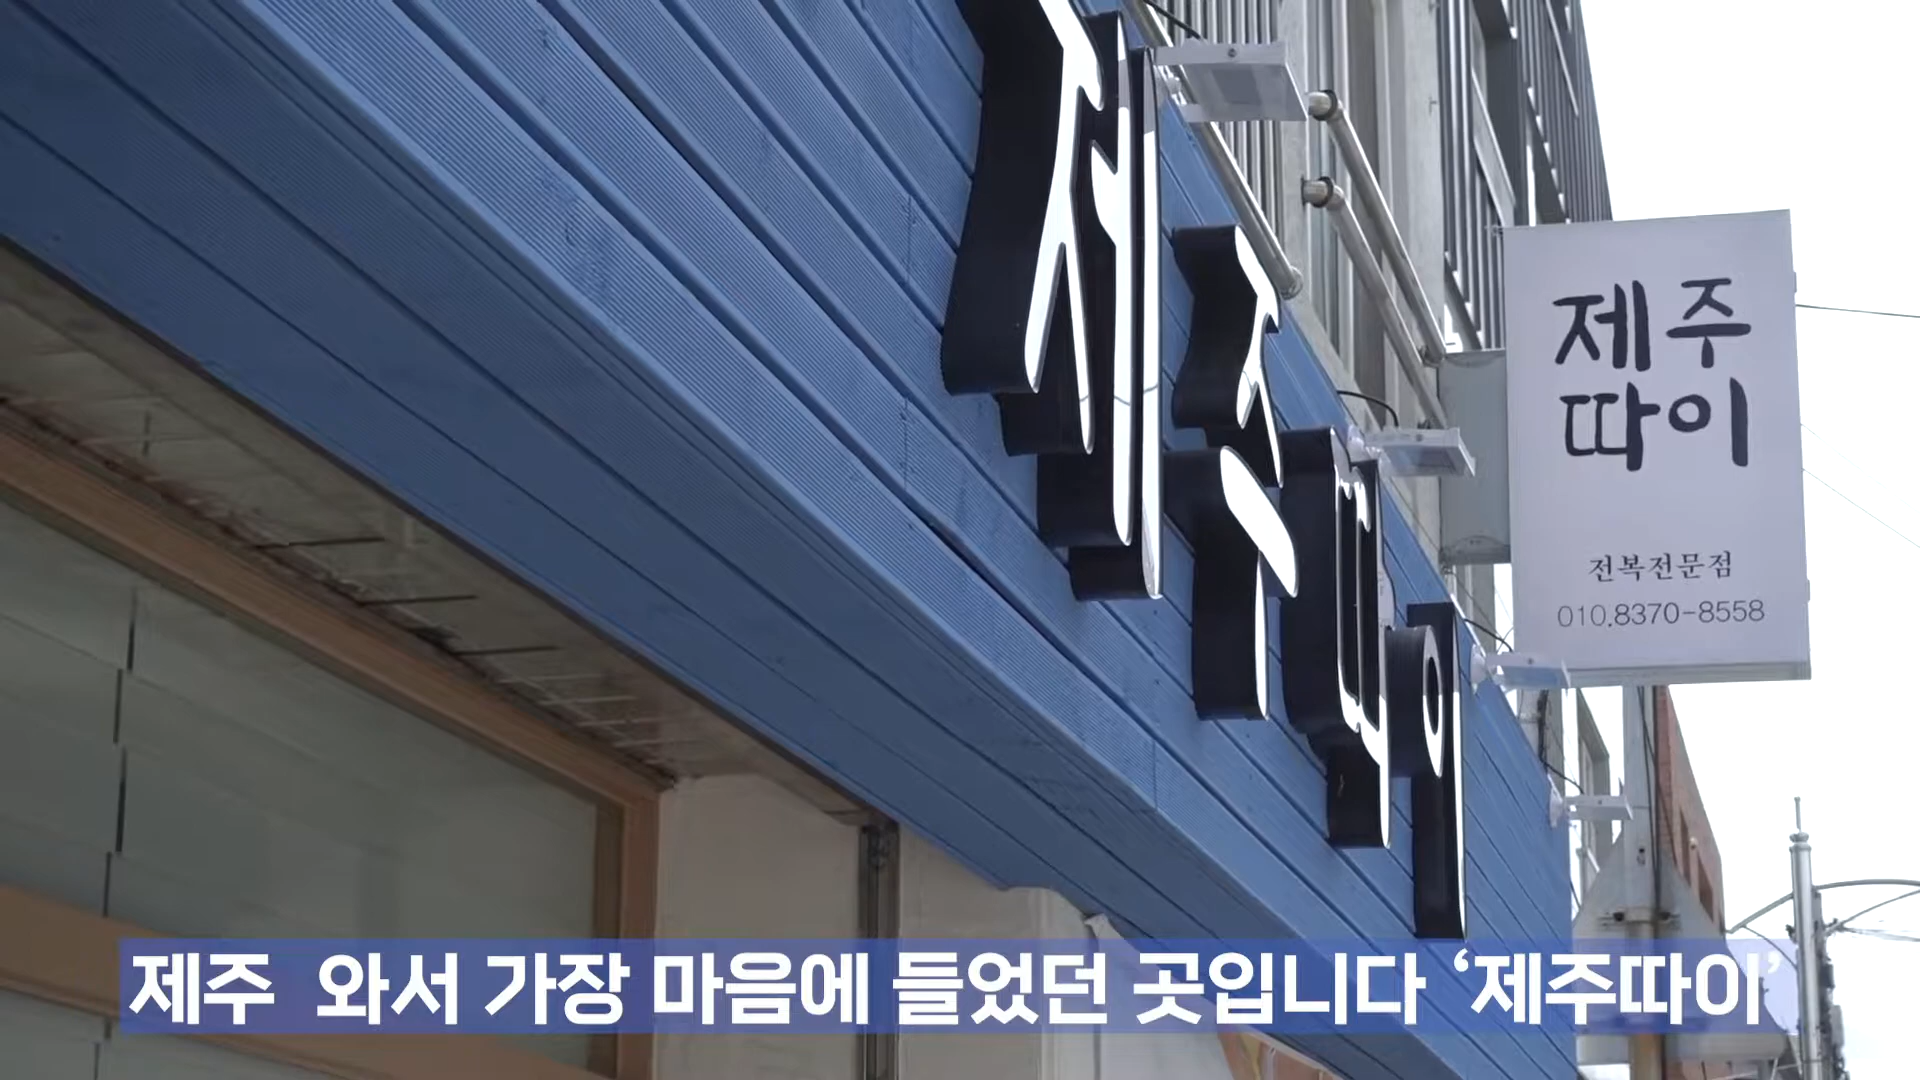 제주따이
제주
따이
전복전문점
010.8370-8558
제주 와서 가장 마음에 들었던 곳입니다 ‘제주따이’